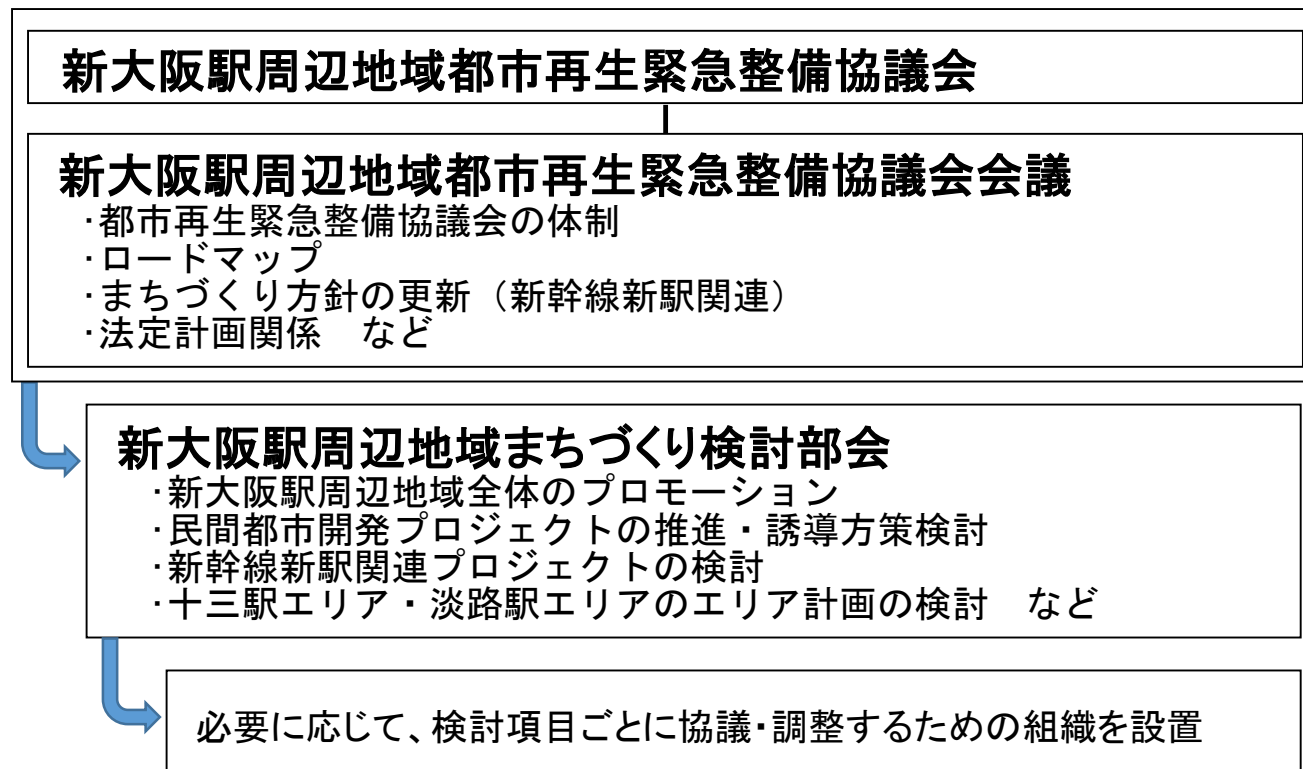 新大阪駅周辺地域都市再生緊急整備協議会
新大阪駅周辺地域都市再生緊急整備協議会会議
・都市再生緊急整備協議会の体制
・ロードマップ
・まちづくり方針の更新（新幹線新駅関連）
・法定計画関係　など
新大阪駅周辺地域まちづくり検討部会
・新大阪駅周辺地域全体のプロモーション
・民間都市開発プロジェクトの推進・誘導方策検討
・新幹線新駅関連プロジェクトの検討
・十三駅エリア・淡路駅エリアのエリア計画の検討　など
必要に応じて、検討項目ごとに協議・調整するための組織を設置